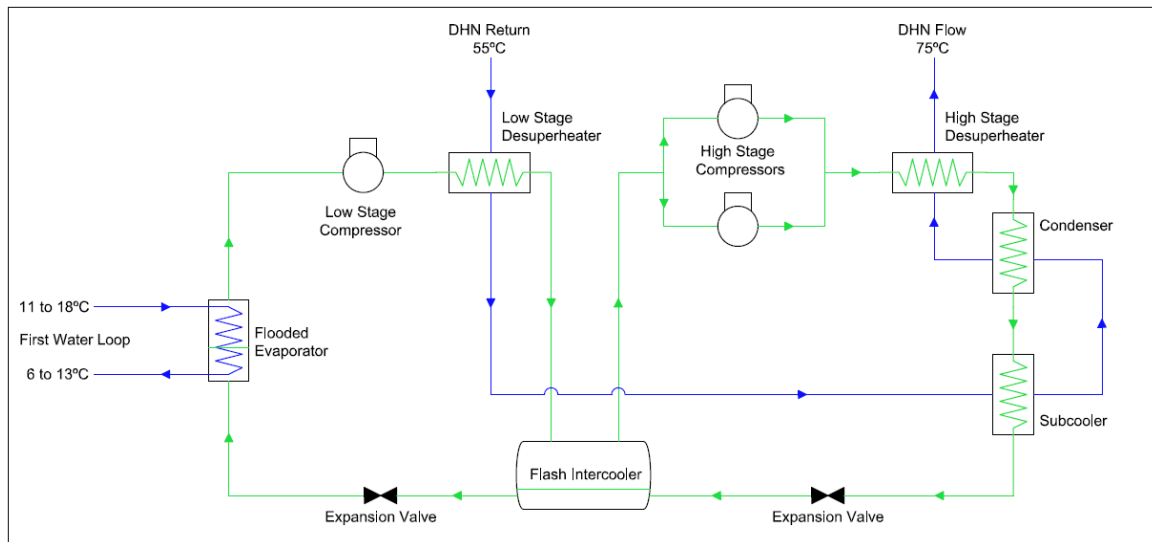 DHN Return
55ºC
DHN Flow
75ºC
Low Stage
Desuperheater
High Stage
Compressors
High Stage
Desuperheater
Low Stage
Compressor
Condenser
11 to 18ºC
First Water Loop
6 to 13ºC
Flooded
Evaporator
Subcooler
Flash Intercooler
Expansion Valve
Expansion Valve